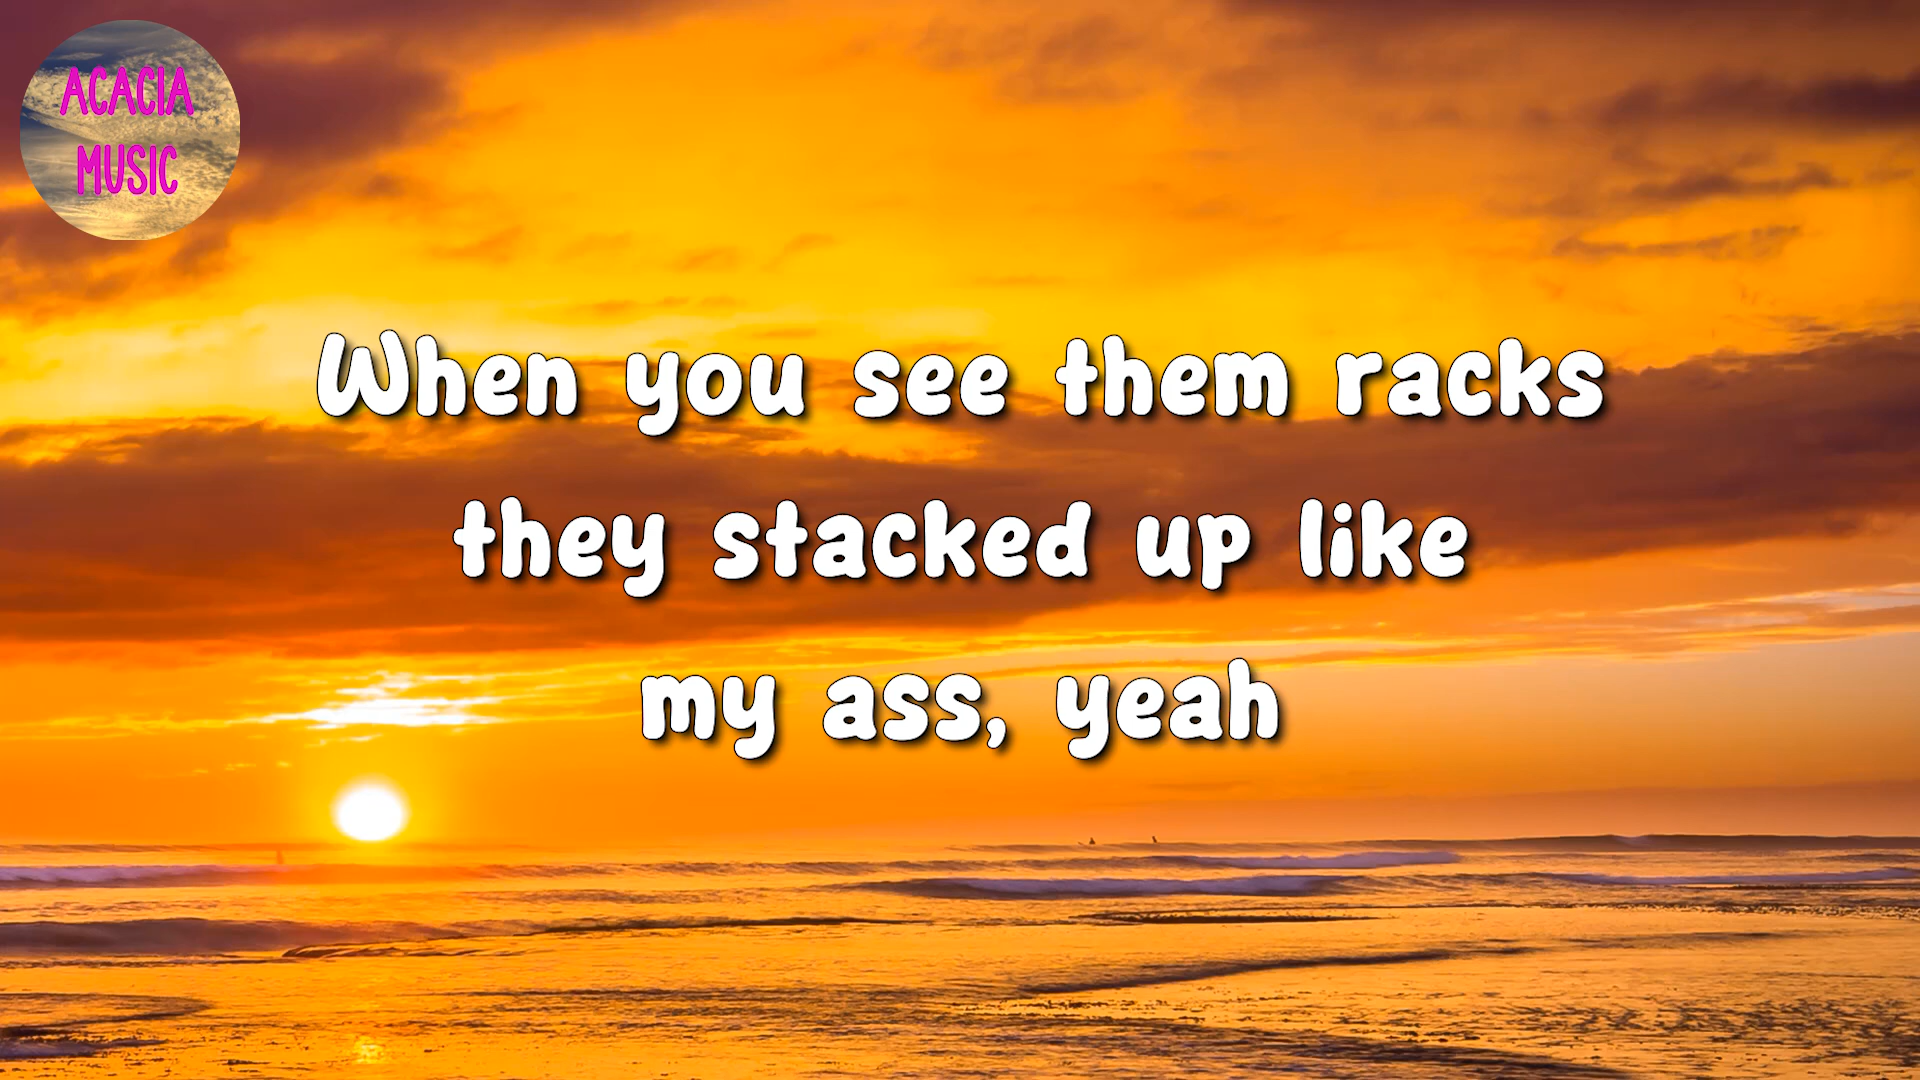 ACACIA
MUSIC
When you see them racks
they stacked up like
my ass, yeah